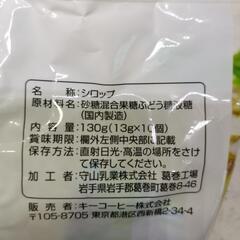 名称：シロップ
原材料名：砂糖混合果糖ぶどう糖液糖
（国内製造）
内容量：130g（13g×10個）
賞味期限：欄外左側中央部に記載
保存方法：直射日光・高温の場所をさけ
て保存してください。
加工者：守山乳業株式会社 葛巻工場
岩手県岩手郡葛巻町葛巻8-46
販売者：キーコーヒー株式会社
〒105-8705 東京都港区西新橋2-34-4